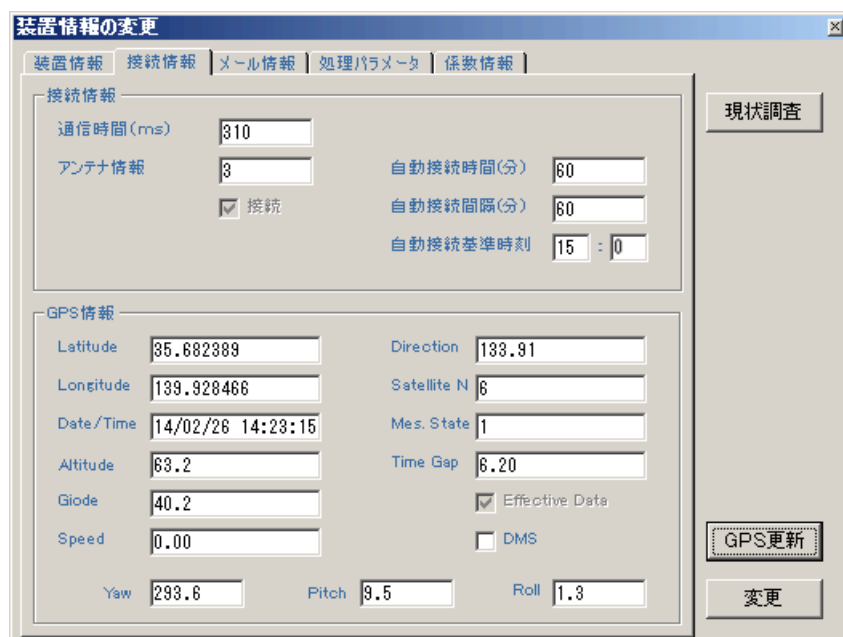 装置情報の変更
装置情報 接続情報 メール情報 処理パラメータ 係数情報
接続情報
通信時間(ms) 310
アンテナ情報 3 自動接続時間(分) 60
接続 自動接続間隔(分) 60
自動接続基準時刻 15 : 0
現状調査
GPS情報
Latitude 35.682389 Direction 133.91
Longitude 139.928466 Satellite N 6
Date/Time 14/02/26 14:23:15 Mes. State 1
Altitude 63.2 Time Gap 6.20
Giode 40.2 Effective Data
Speed 0.00 DMS
Yaw 293.6 Pitch 9.5 Roll 1.3
GPS更新
変更